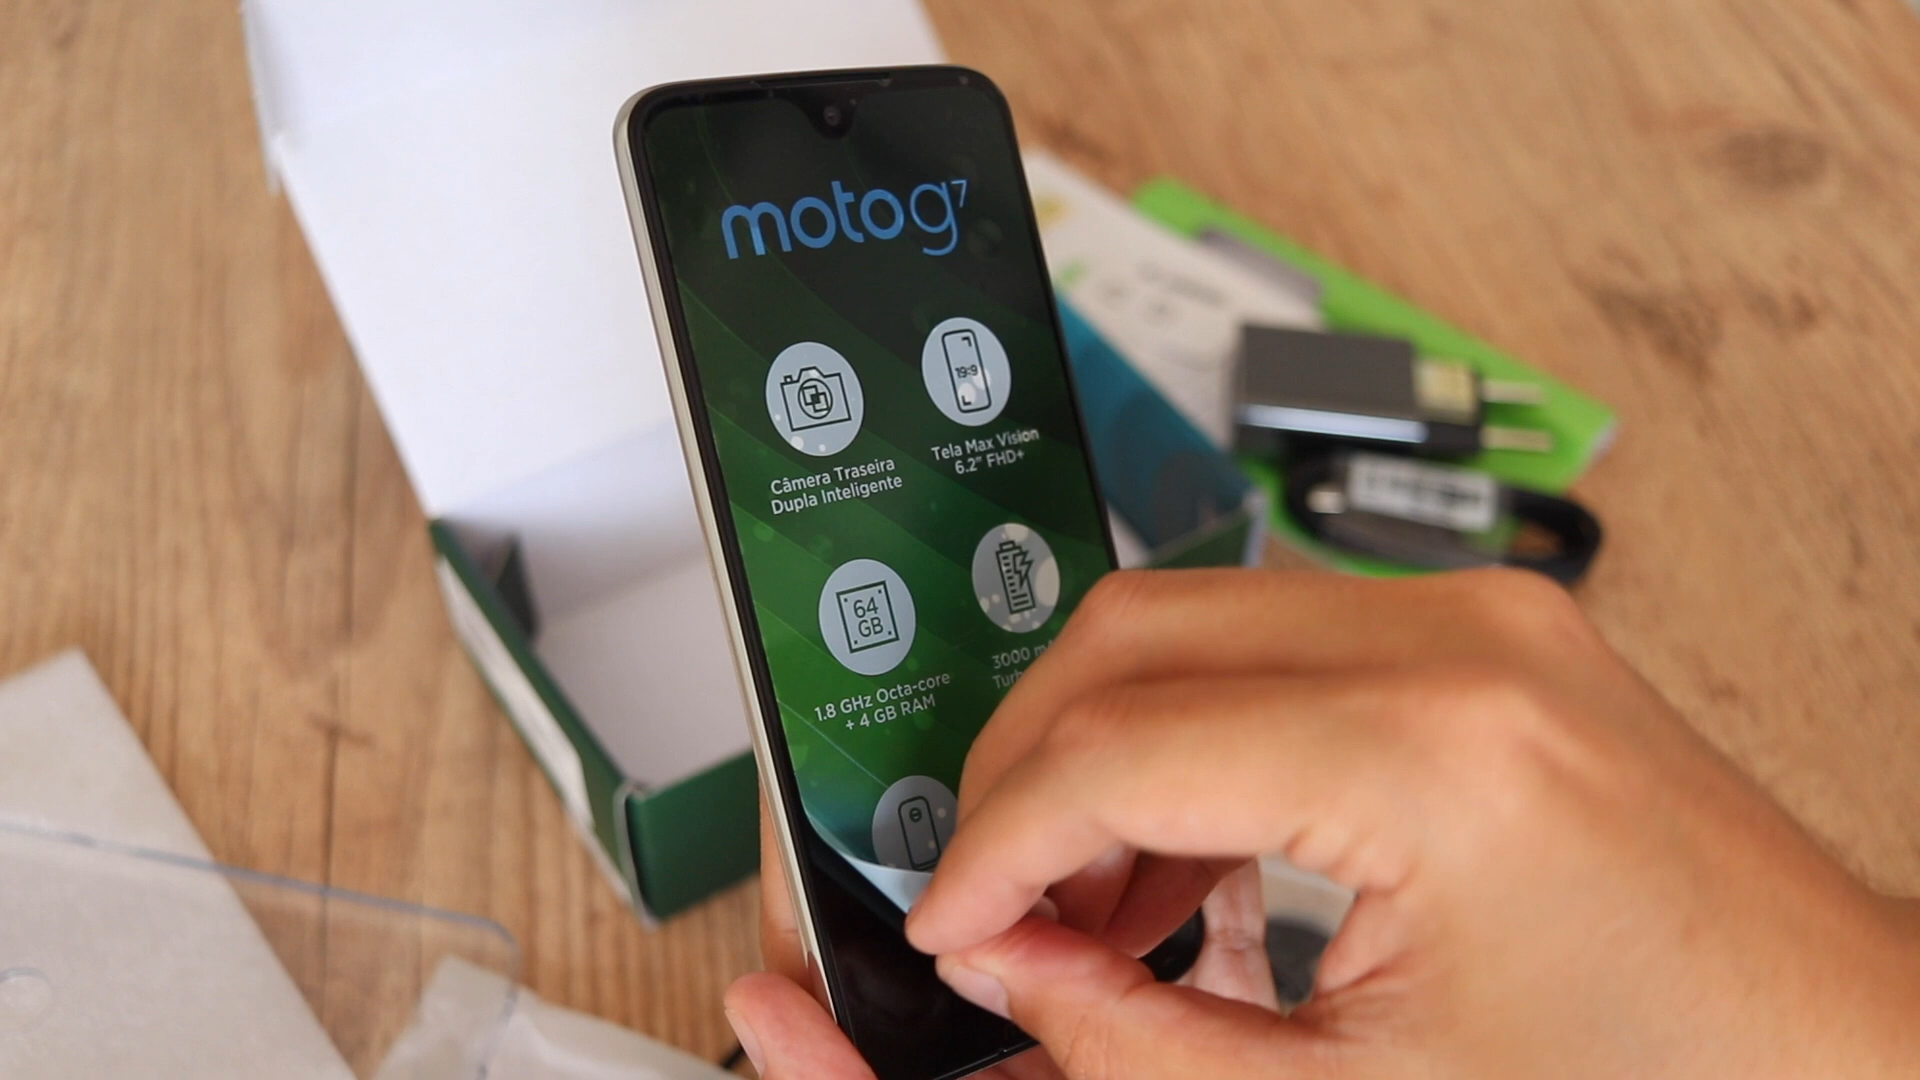 moto g7
19:9
Câmera Traseira
Dupla Inteligente
Tela Max Vision
6.2" FHD+
64
GB
1.8 GHz Octa-core
+ 4 GB RAM
3000